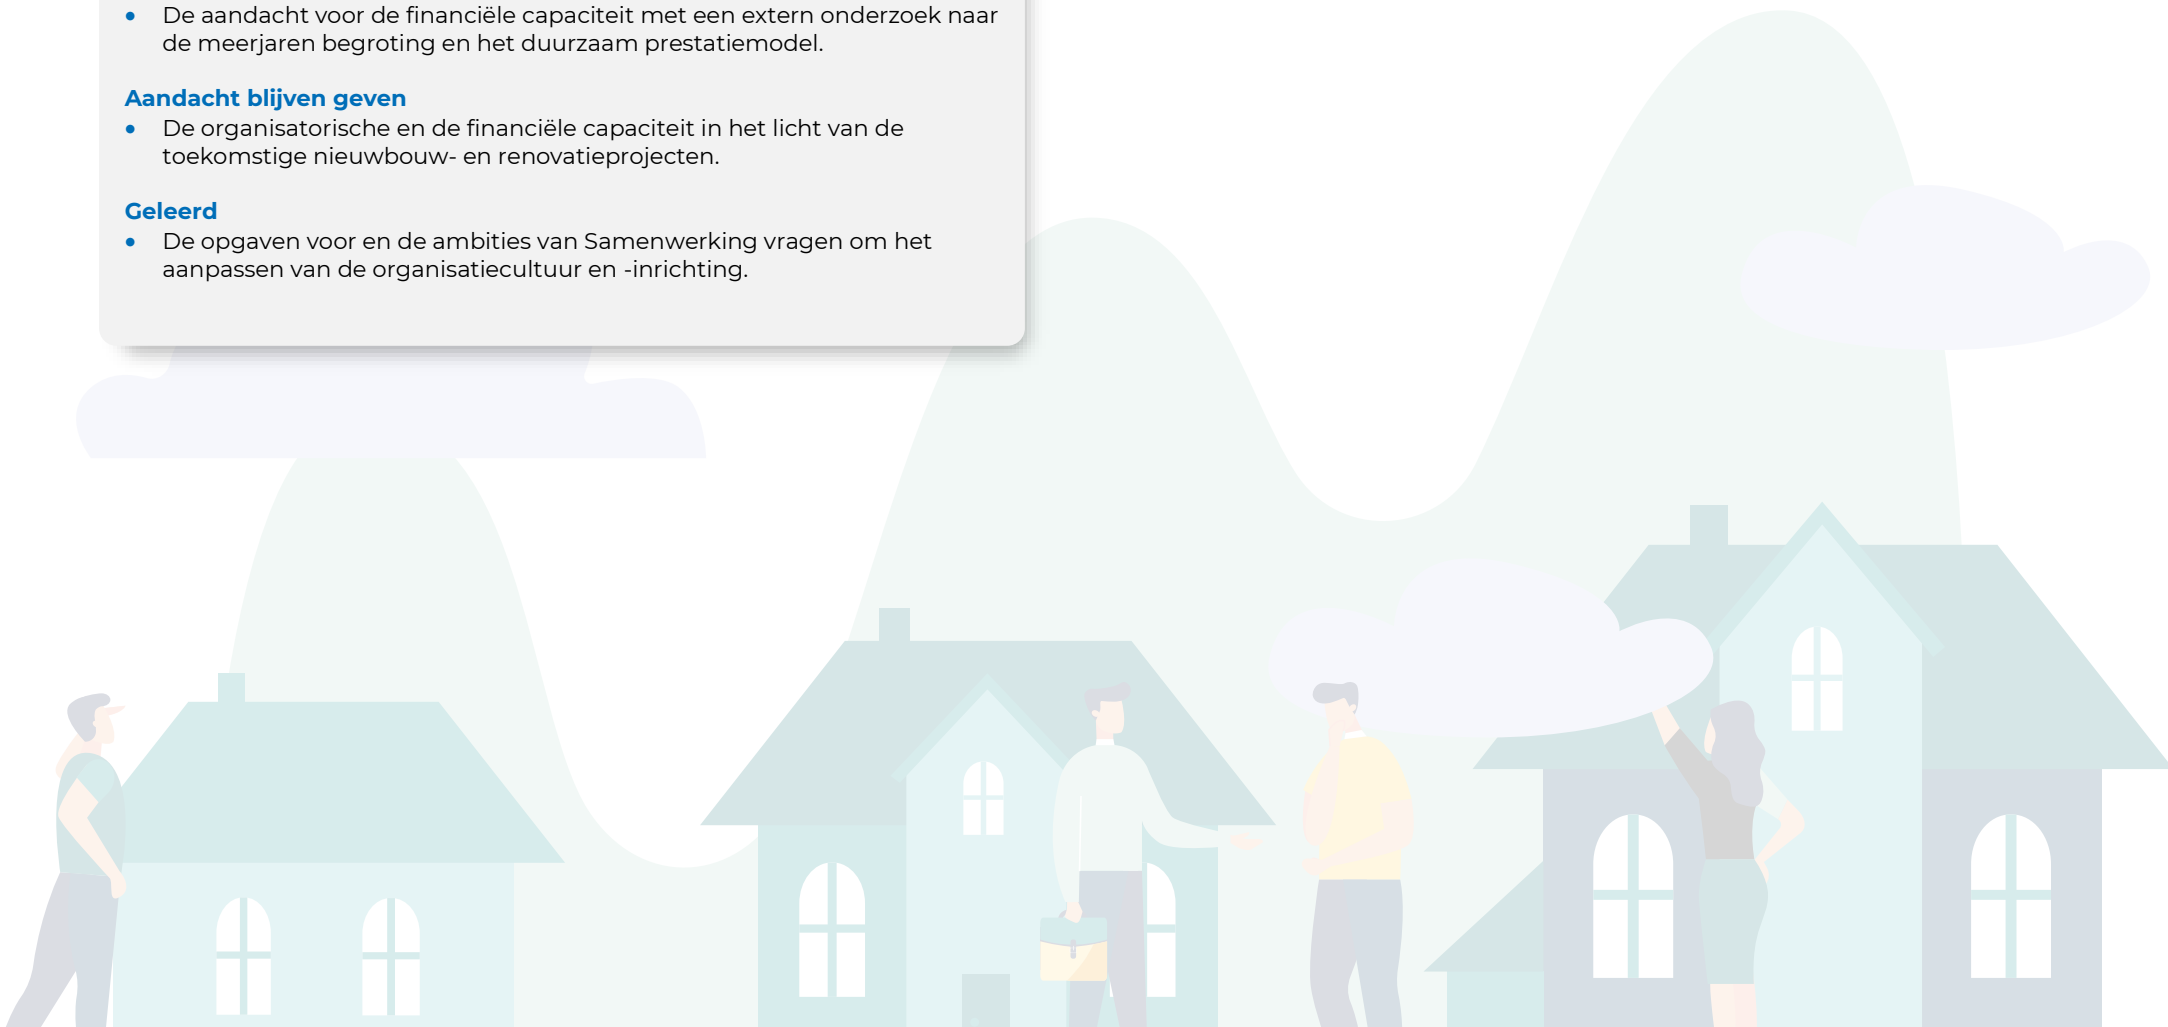 • De aandacht voor de financiële capaciteit met een extern onderzoek naar
de meerjaren begroting en het duurzaam prestatiemodel.
Aandacht blijven geven
• De organisatorische en de financiële capaciteit in het licht van de
toekomstige nieuwbouw- en renovatieprojecten.
Geleerd
• De opgaven voor en de ambities van Samenwerking vragen om het
aanpassen van de organisatiecultuur en -inrichting.